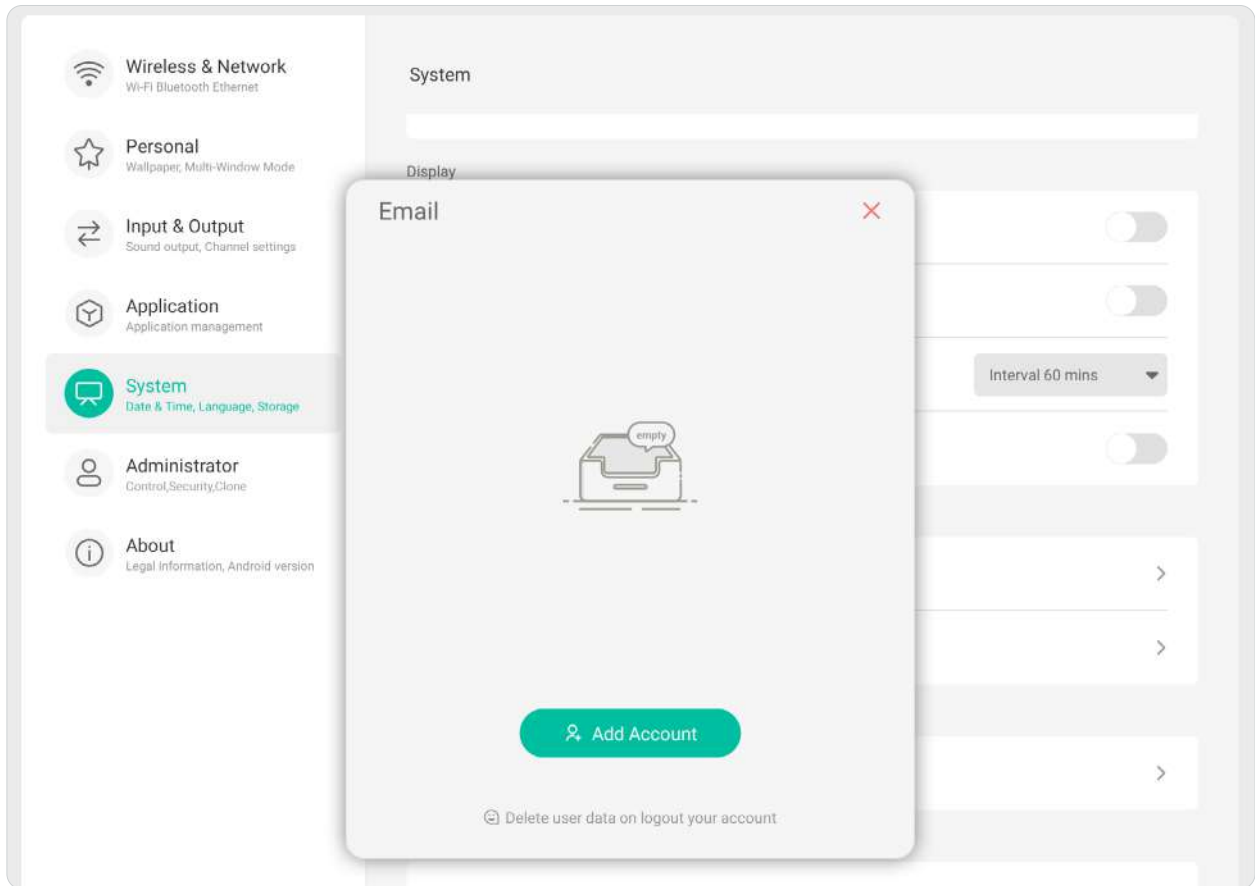 Wireless & Network
Wi-Fi Bluetooth Ethernet
Personal
Wallpaper, Multi-Window Mode
Input & Output
Sound output, Channel settings
Application
Application management
System
Date & Time, Language, Storage
Administrator
Control,Security,Clone
About
Legal Information, Android version
System
Display
Interval 60 mins
Email
empty
Add Account
Delete user data on logout your account